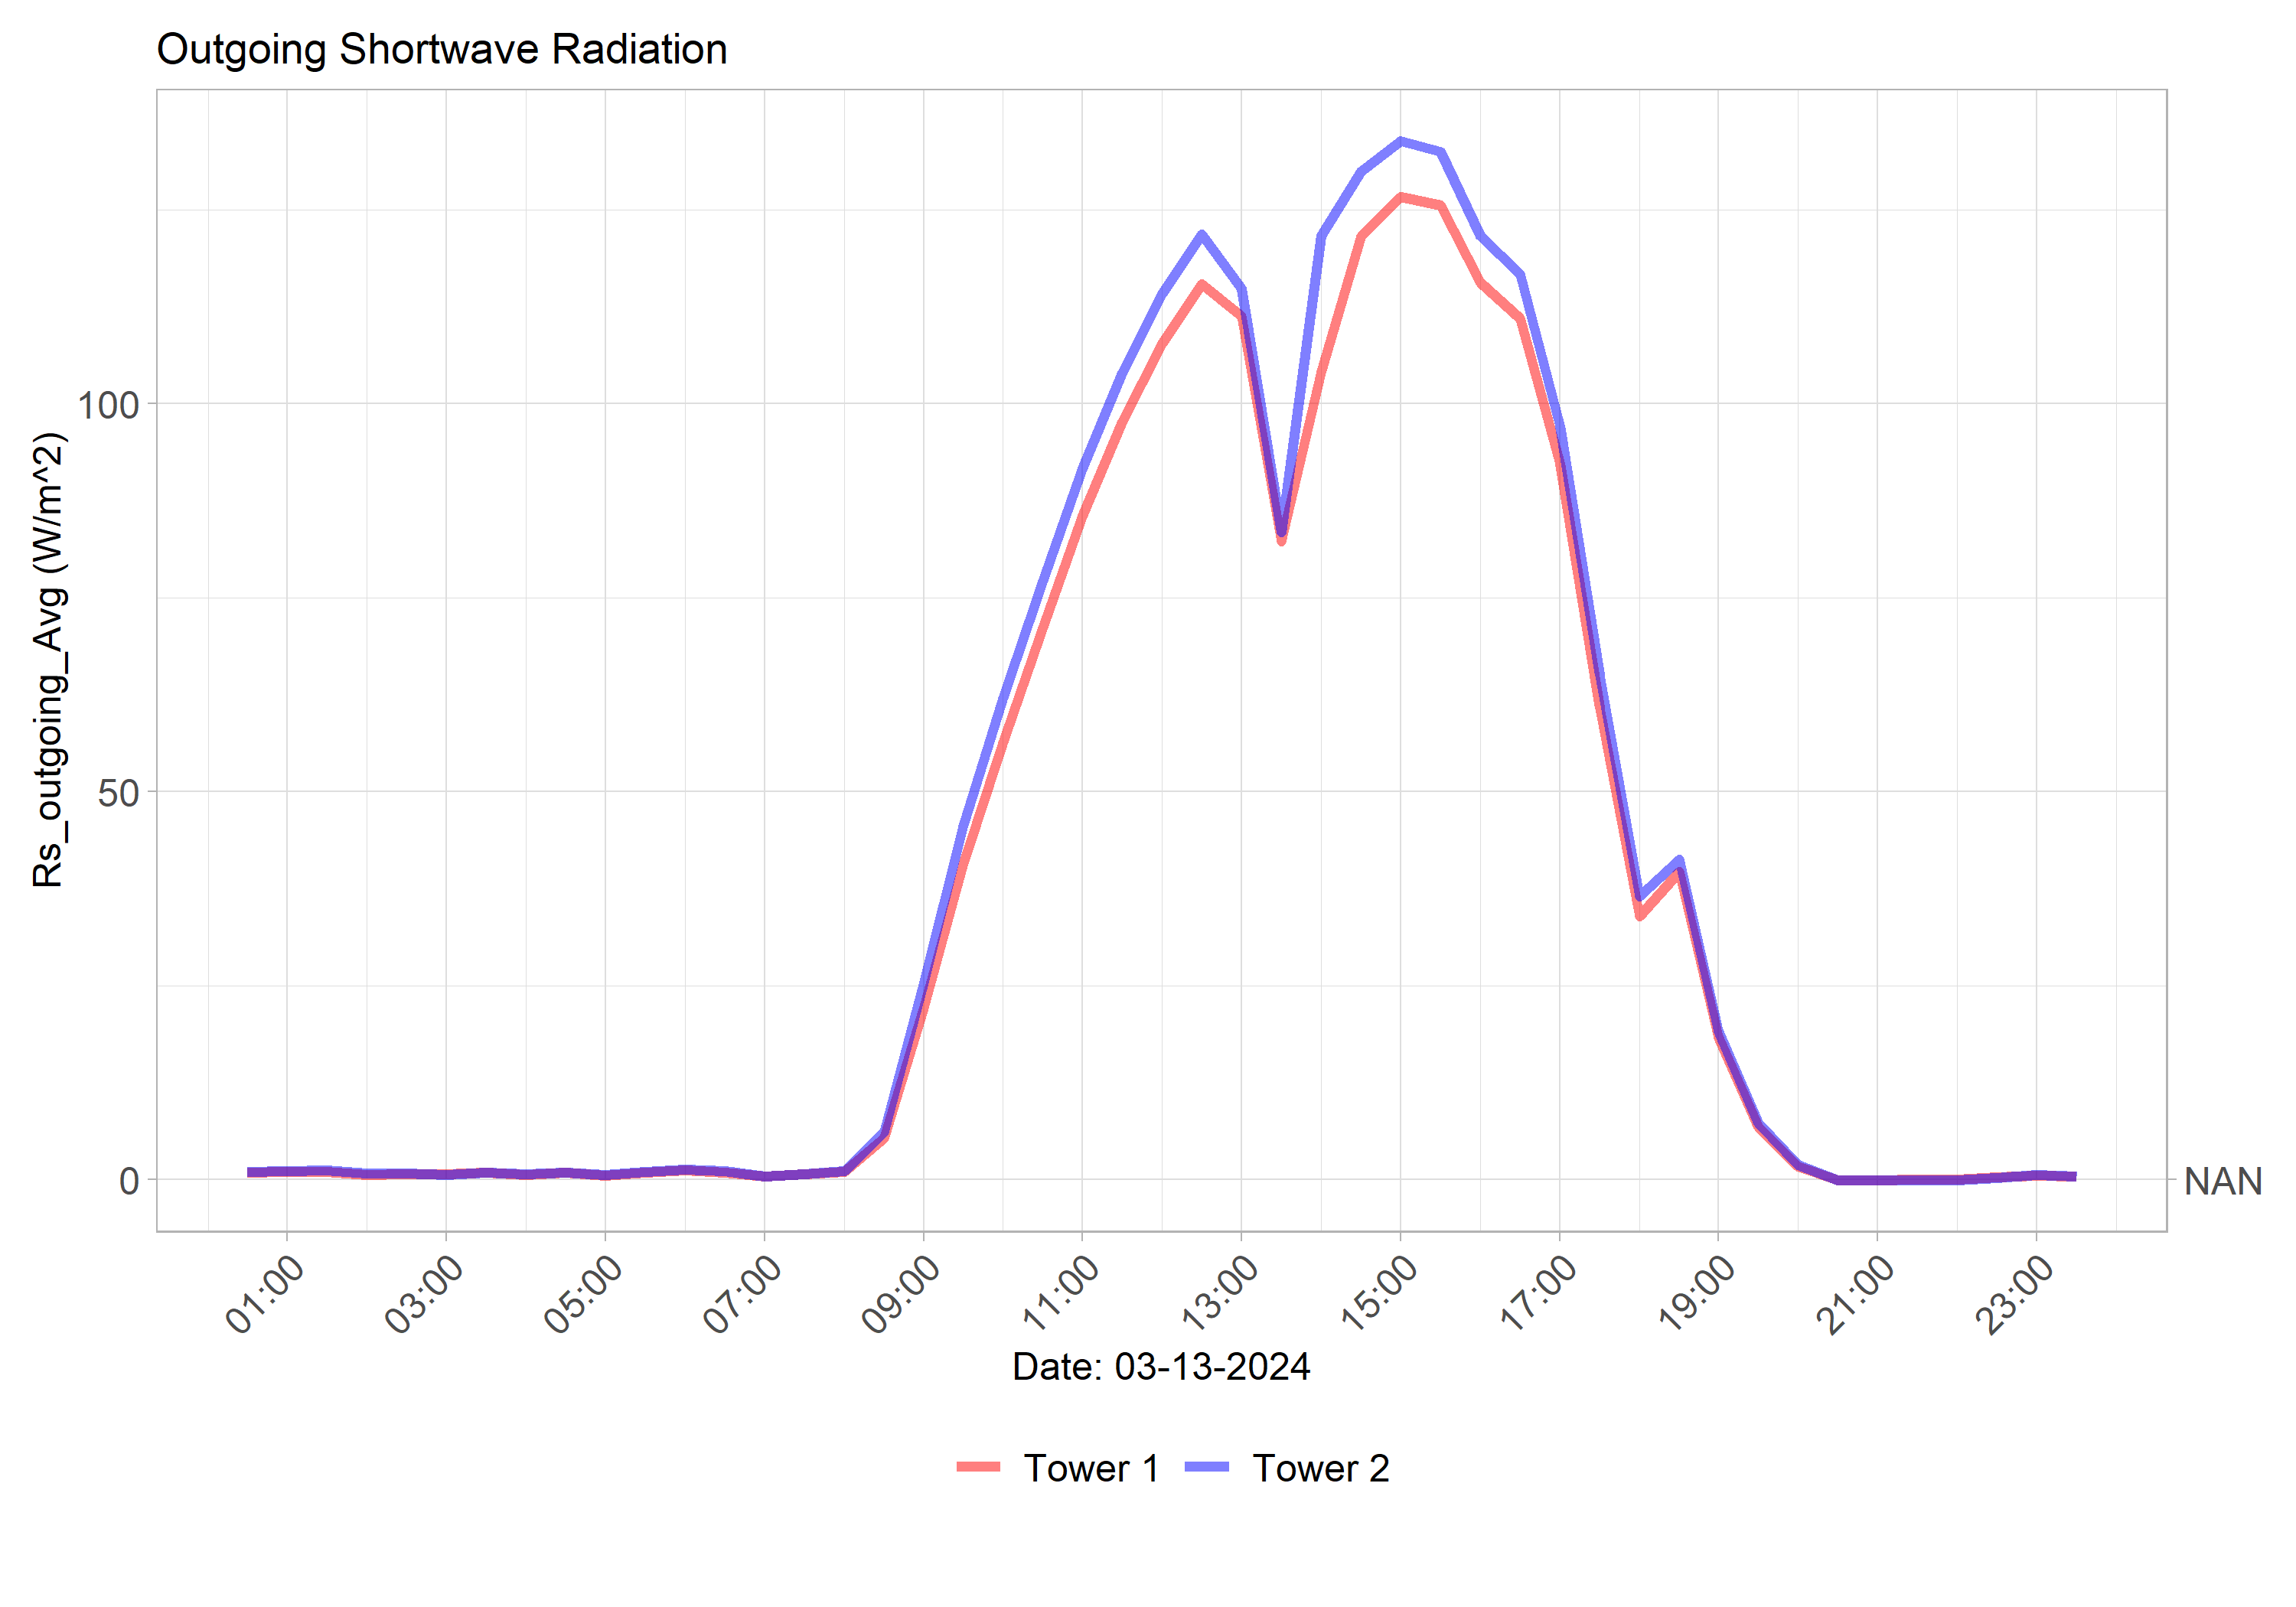 Outgoing Shortwave Radiation
Rs_outgoing_Avg (W/m^2)
100
50
0
NAN
01:00
03:00
05:00
07:00
09:00
11:00
13:00
15:00
17:00
19:00
21:00
23:00
Date: 03-13-2024
Tower 1
Tower 2